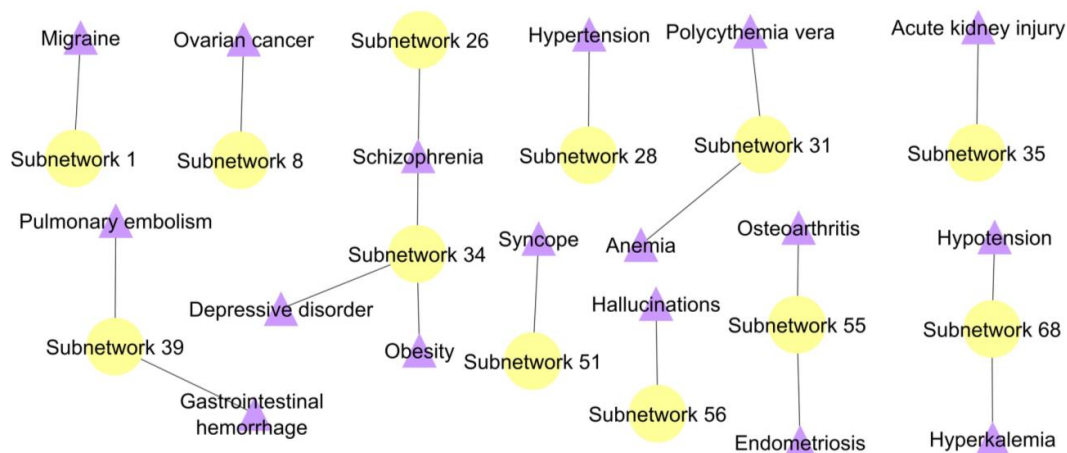 Migraine
Ovarian cancer
Subnetwork 26
Hypertension
Polycythemia vera
Acute kidney injury
Subnetwork 1
Subnetwork 8
Schizophrenia
Subnetwork 28
Subnetwork 31
Subnetwork 35
Pulmonary embolism
Subnetwork 34
Syncope
Anemia
Osteoarthritis
Hypotension
Depressive disorder
Hallucinations
Subnetwork 39
Obesity
Subnetwork 51
Subnetwork 55
Subnetwork 68
Gastrointestinal
hemorrhage
Subnetwork 56
Endometriosis
Hyperkalemia